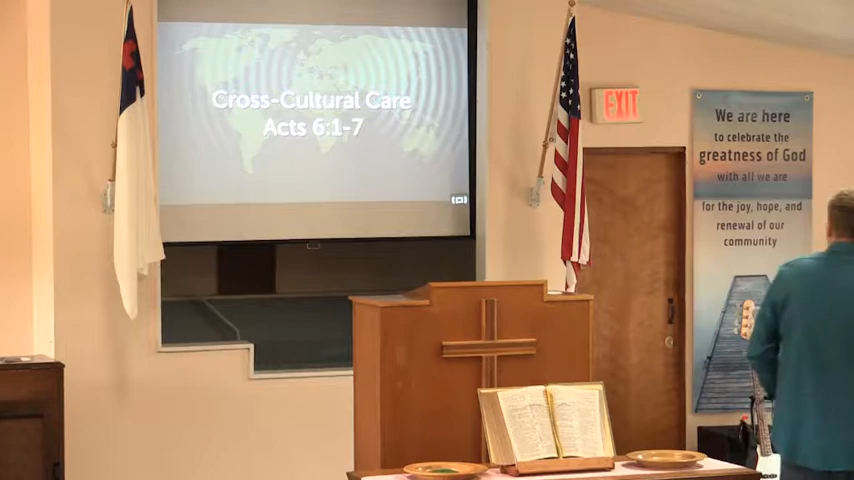 Cross-Cultural Care
Acts 6:1-7
EXIT
We are here
to celebrate the
greatness of God
with all we are
for the joy, hope, and
renewal of our
community.